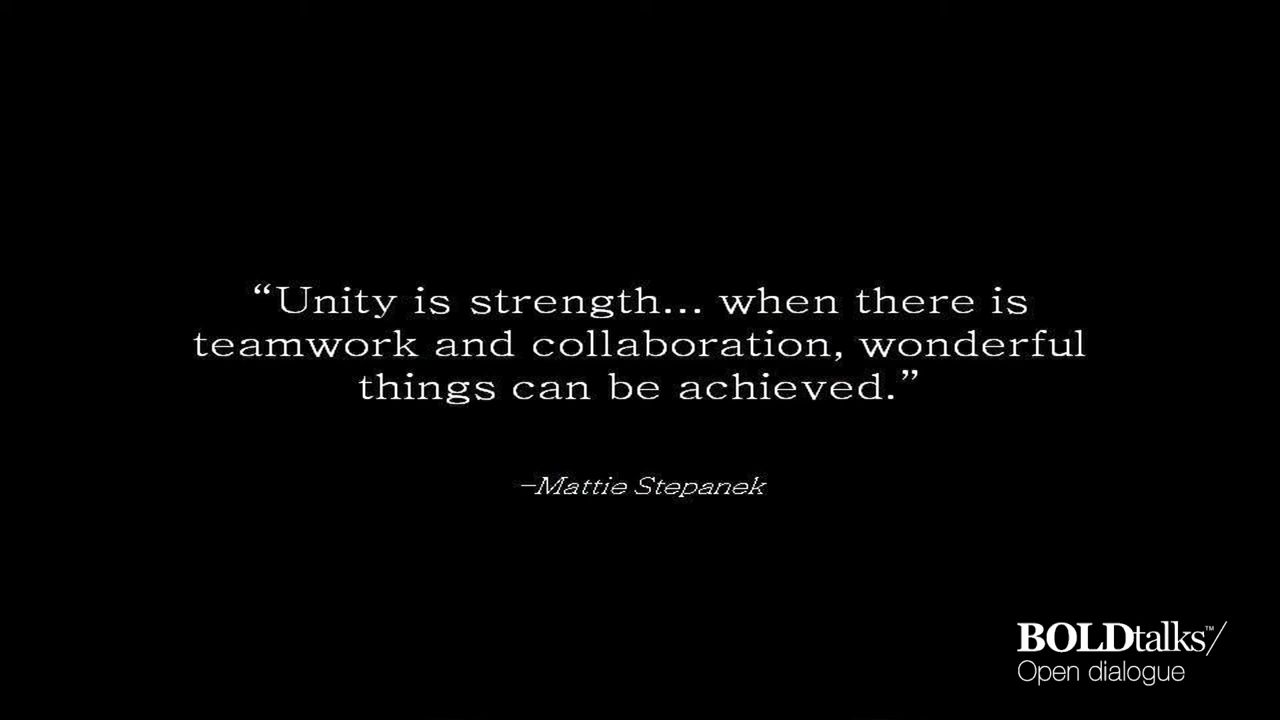 “Unity is strength... when there is
teamwork and collaboration, wonderful
things can be achieved.”
-Mattie Stepanek
BOLDtalks™/
Open dialogue